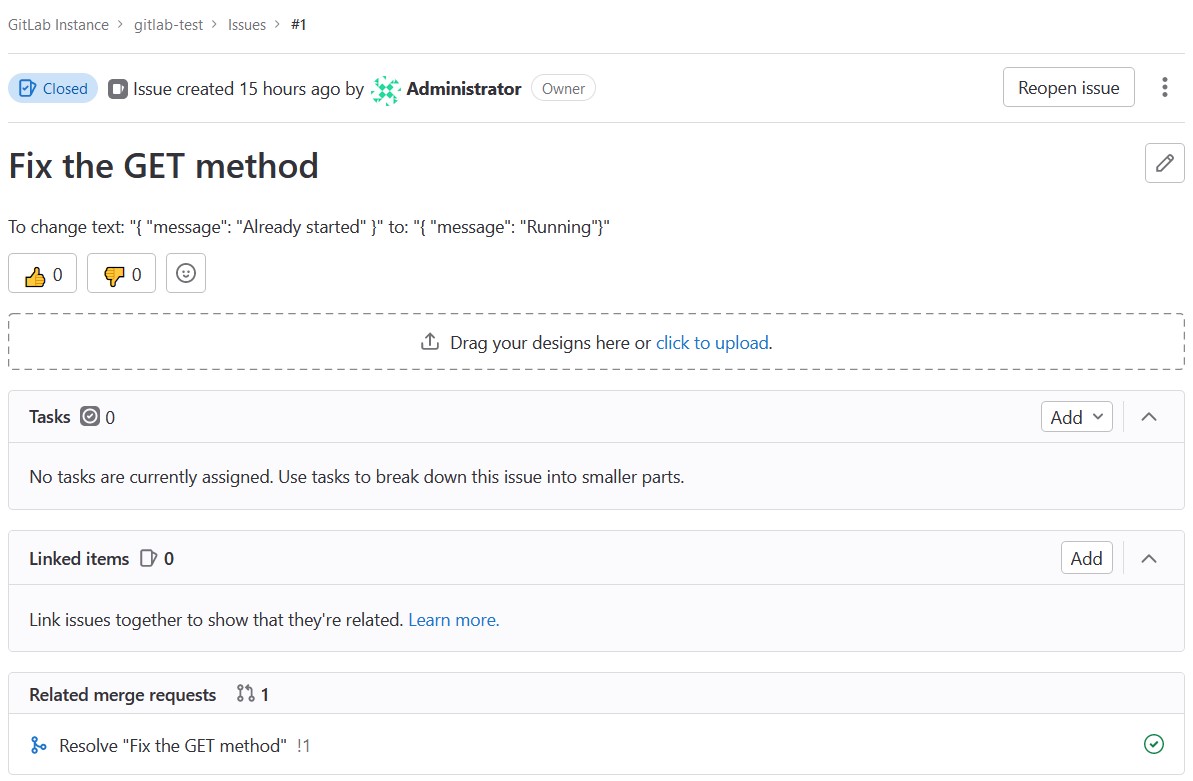 GitLab Instance > gitlab-test > Issues > #1
Closed Issue created 15 hours ago by Administrator Owner Reopen issue
Fix the GET method
To change text: "{ "message": "Already started" }" to: "{ "message": "Running"}"
👍 0 👎 0
Drag your designs here or click to upload.
Tasks 0 Add
No tasks are currently assigned. Use tasks to break down this issue into smaller parts.
Linked items 0 Add
Link issues together to show that they're related. Learn more.
Related merge requests 1
Resolve "Fix the GET method" !1